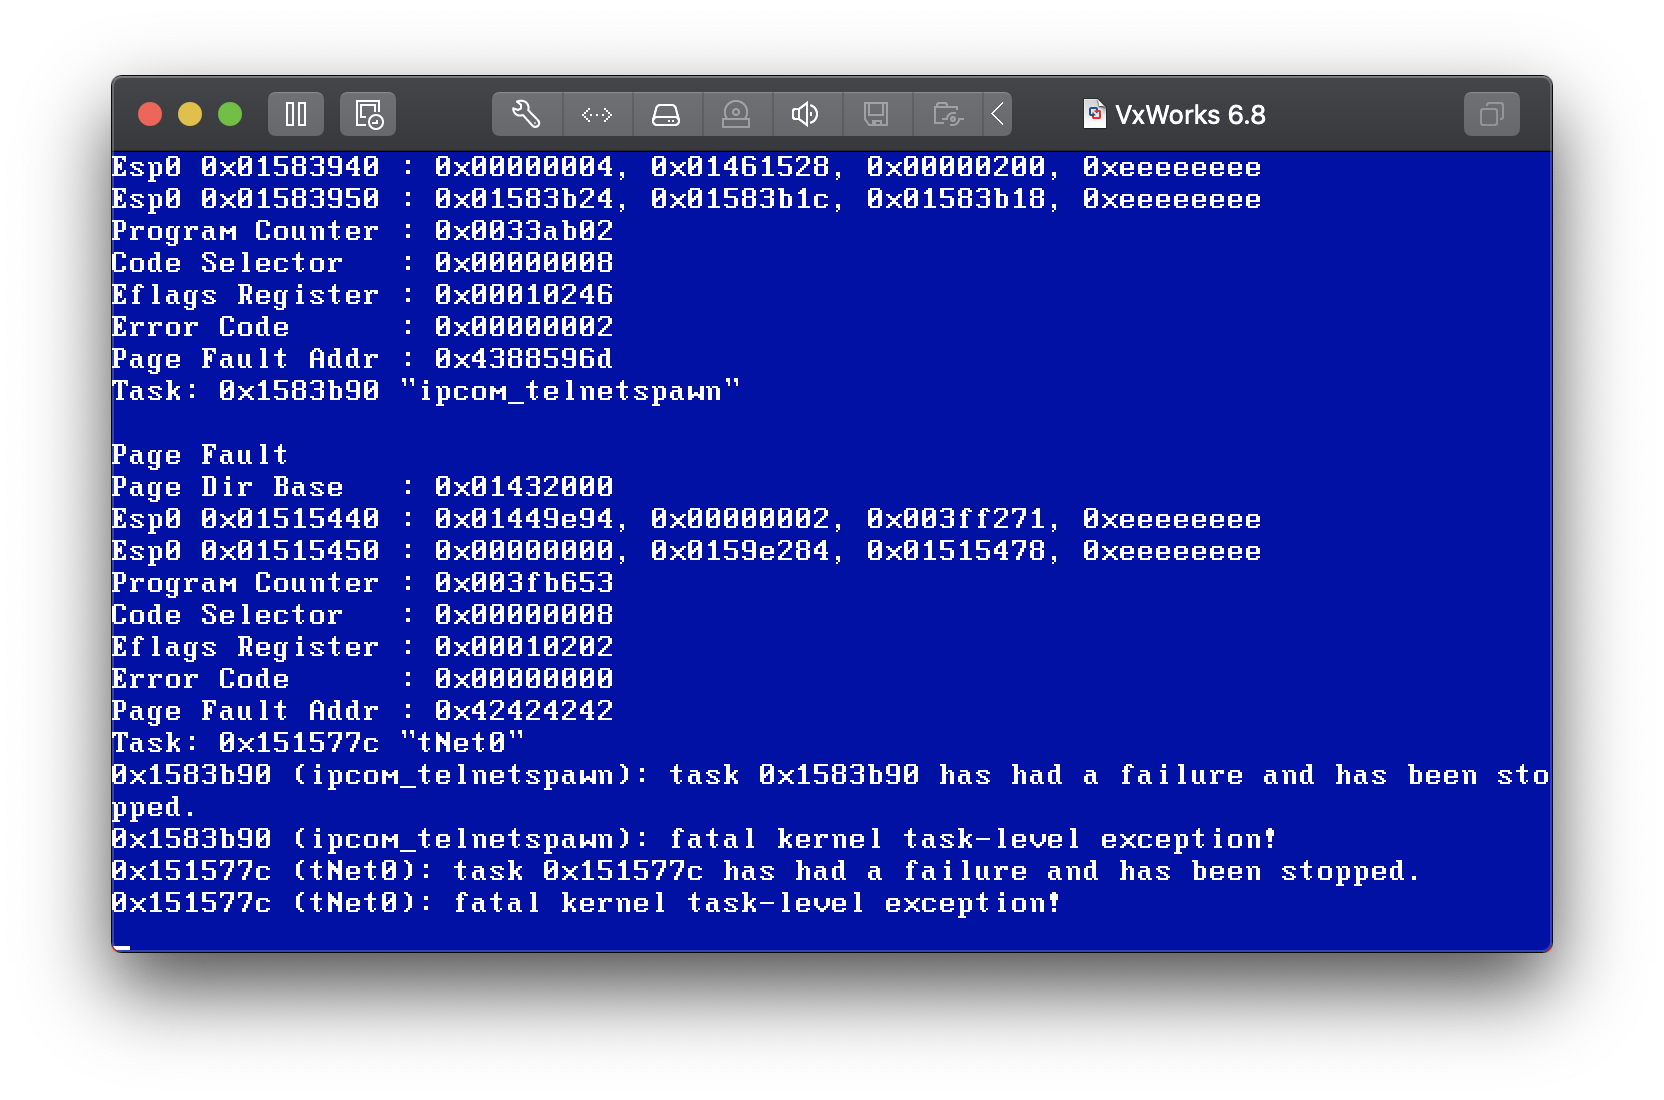 VxWorks 6.8
Esp0 0x01583940 : 0x00000004, 0x01461528, 0x00000200, 0xeeeeeeee
Esp0 0x01583950 : 0x01583b24, 0x01583b1c, 0x01583b18, 0xeeeeeeee
Program Counter : 0x0033ab02
Code Selector   : 0x00000008
Eflags Register : 0x00010246
Error Code      : 0x00000002
Page Fault Addr : 0x4388596d
Task: 0x1583b90 "ipcom_telnetspawn"
Page Fault
Page Dir Base   : 0x01432000
Esp0 0x01515440 : 0x01449e94, 0x00000002, 0x003ff271, 0xeeeeeeee
Esp0 0x01515450 : 0x00000000, 0x0159e284, 0x01515478, 0xeeeeeeee
Program Counter : 0x003fb653
Code Selector   : 0x00000008
Eflags Register : 0x00010202
Error Code      : 0x00000000
Page Fault Addr : 0x42424242
Task: 0x151577c "tNet0"
0x1583b90 (ipcom_telnetspawn): task 0x1583b90 has had a failure and has been sto
pped.
0x1583b90 (ipcom_telnetspawn): fatal kernel task-level exception!
0x151577c (tNet0): task 0x151577c has had a failure and has been stopped.
0x151577c (tNet0): fatal kernel task-level exception!